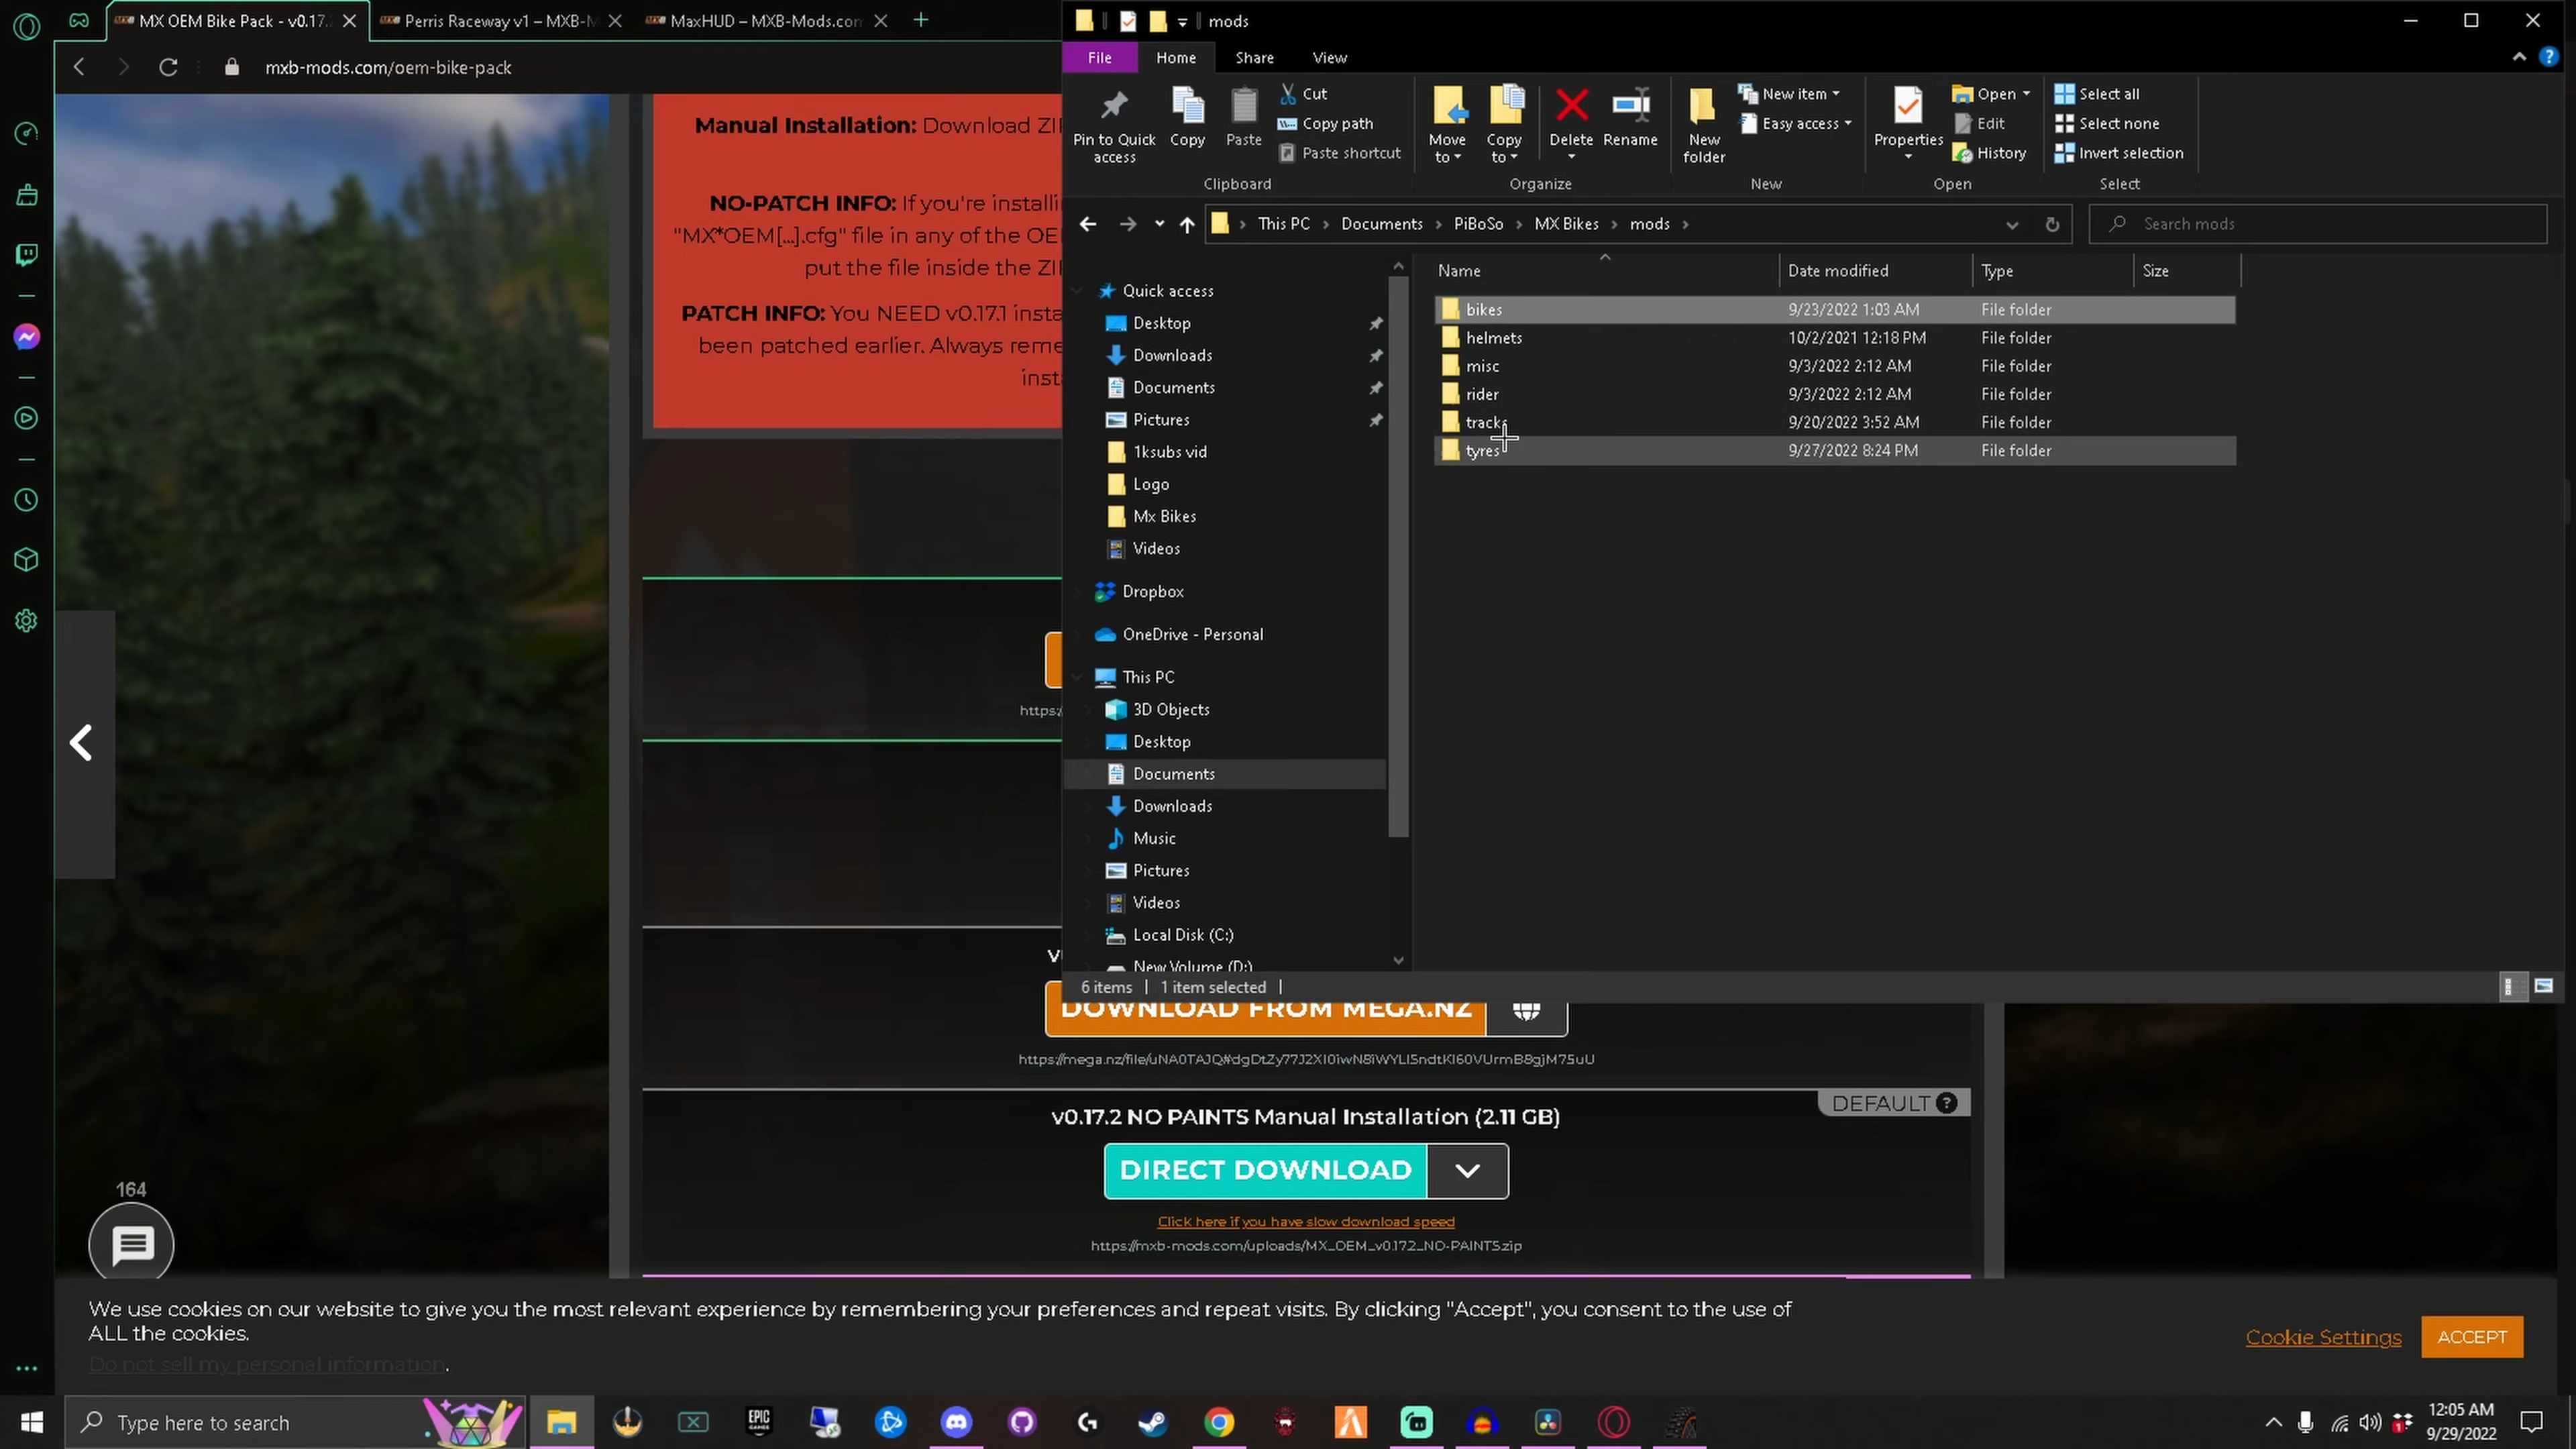 MX OEM Bike Pack - v0.17.
Perris Raceway v1 – MXB-M
MaxHUD – MXB-Mods.com
mxb-mods.com/oem-bike-pack
Manual Installation: Download ZI
NO-PATCH INFO: If you're install
"MX*OEM[...].cfg" file in any of the OE
put the file inside the ZI
PATCH INFO: You NEED v0.17.1 insta
been patched earlier. Always reme
inst
https:/
DOWNLOAD FROM MEGA.NZ
https://mega.nz/file/uNA0TAJQ#dgDtZy77J2XI0iwN8iWYLISndtKI60VUrmB8gjM75uU
DEFAULT ?
v0.17.2 NO PAINTS Manual Installation (2.11 GB)
DIRECT DOWNLOAD
Click here if you have slow download speed
https://mxb-mods.com/uploads/MX_OEM_v0.17.2_NO-PAINTS.zip
164
We use cookies on our website to give you the most relevant experience by remembering your preferences and repeat visits. By clicking "Accept", you consent to the use of
ALL the cookies.
Do not sell my personal information.
Cookie Settings
ACCEPT
mods
File Home Share View
Pin to Quick
access
Copy
Paste
Cut
Copy path
Paste shortcut
Clipboard
Move
to
Copy
to
Delete
Rename
Organize
New
folder
New item
Easy access
New
Properties
Open
Edit
History
Open
Select all
Select none
Invert selection
Select
This PC Documents PiBoSo MX Bikes mods
Search mods
Quick access
Desktop
Downloads
Documents
Pictures
1ksubs vid
Logo
Mx Bikes
Videos
Dropbox
OneDrive - Personal
This PC
3D Objects
Desktop
Documents
Downloads
Music
Pictures
Videos
Local Disk (C:)
New Volume (D:)
Name Date modified Type Size
bikes 9/23/2022 1:03 AM File folder
helmets 10/2/2021 12:18 PM File folder
misc 9/3/2022 2:12 AM File folder
rider 9/3/2022 2:12 AM File folder
tracks 9/20/2022 3:52 AM File folder
tyres 9/27/2022 8:24 PM File folder
6 items 1 item selected
Type here to search
EPIC
GAMES
12:05 AM
9/29/2022